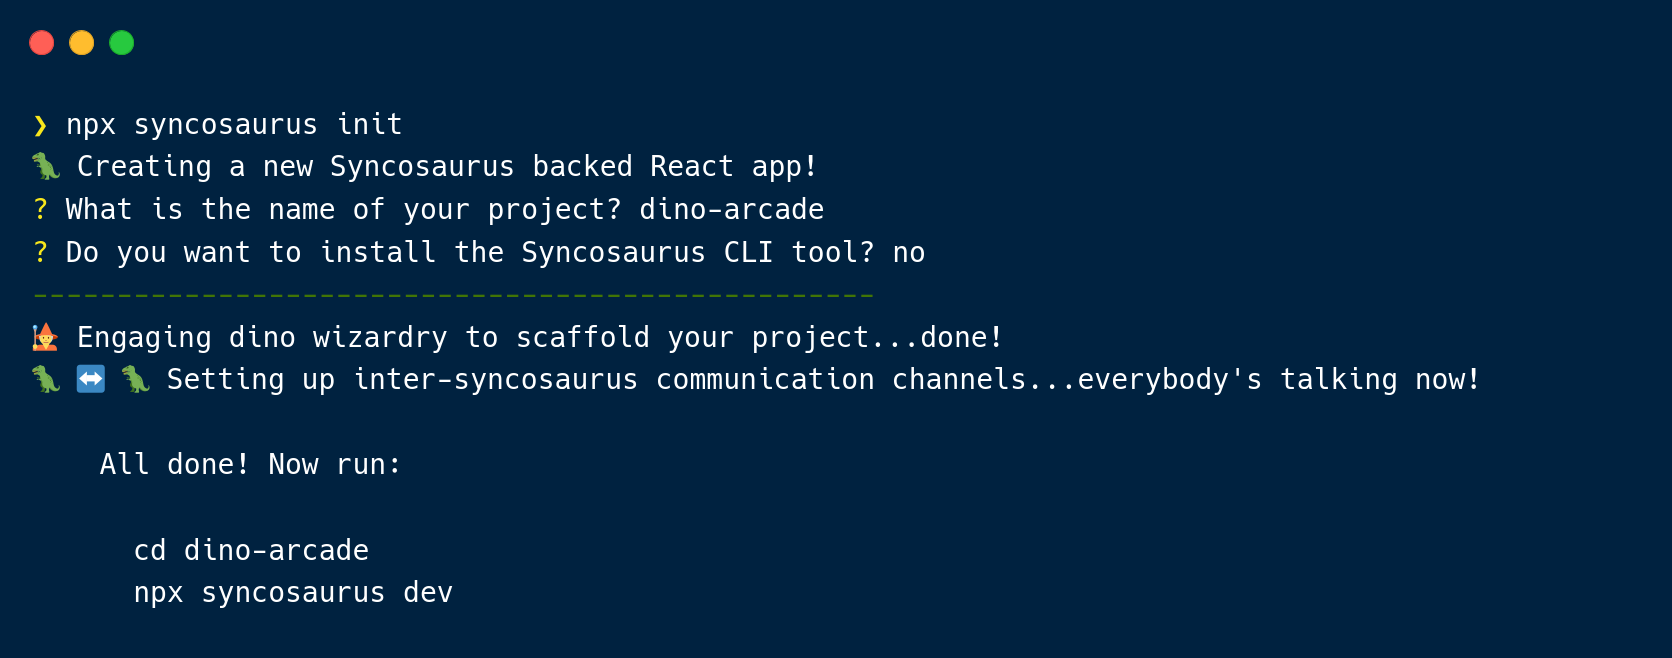 ❯ npx syncosaurus init
🦖 Creating a new Syncosaurus backed React app!
? What is the name of your project? dino-arcade
? Do you want to install the Syncosaurus CLI tool? no
--------------------------------------------------
🧙 Engaging dino wizardry to scaffold your project...done!
🦖 ↔️ 🦖 Setting up inter-syncosaurus communication channels...everybody's talking now!
All done! Now run:
cd dino-arcade
npx syncosaurus dev